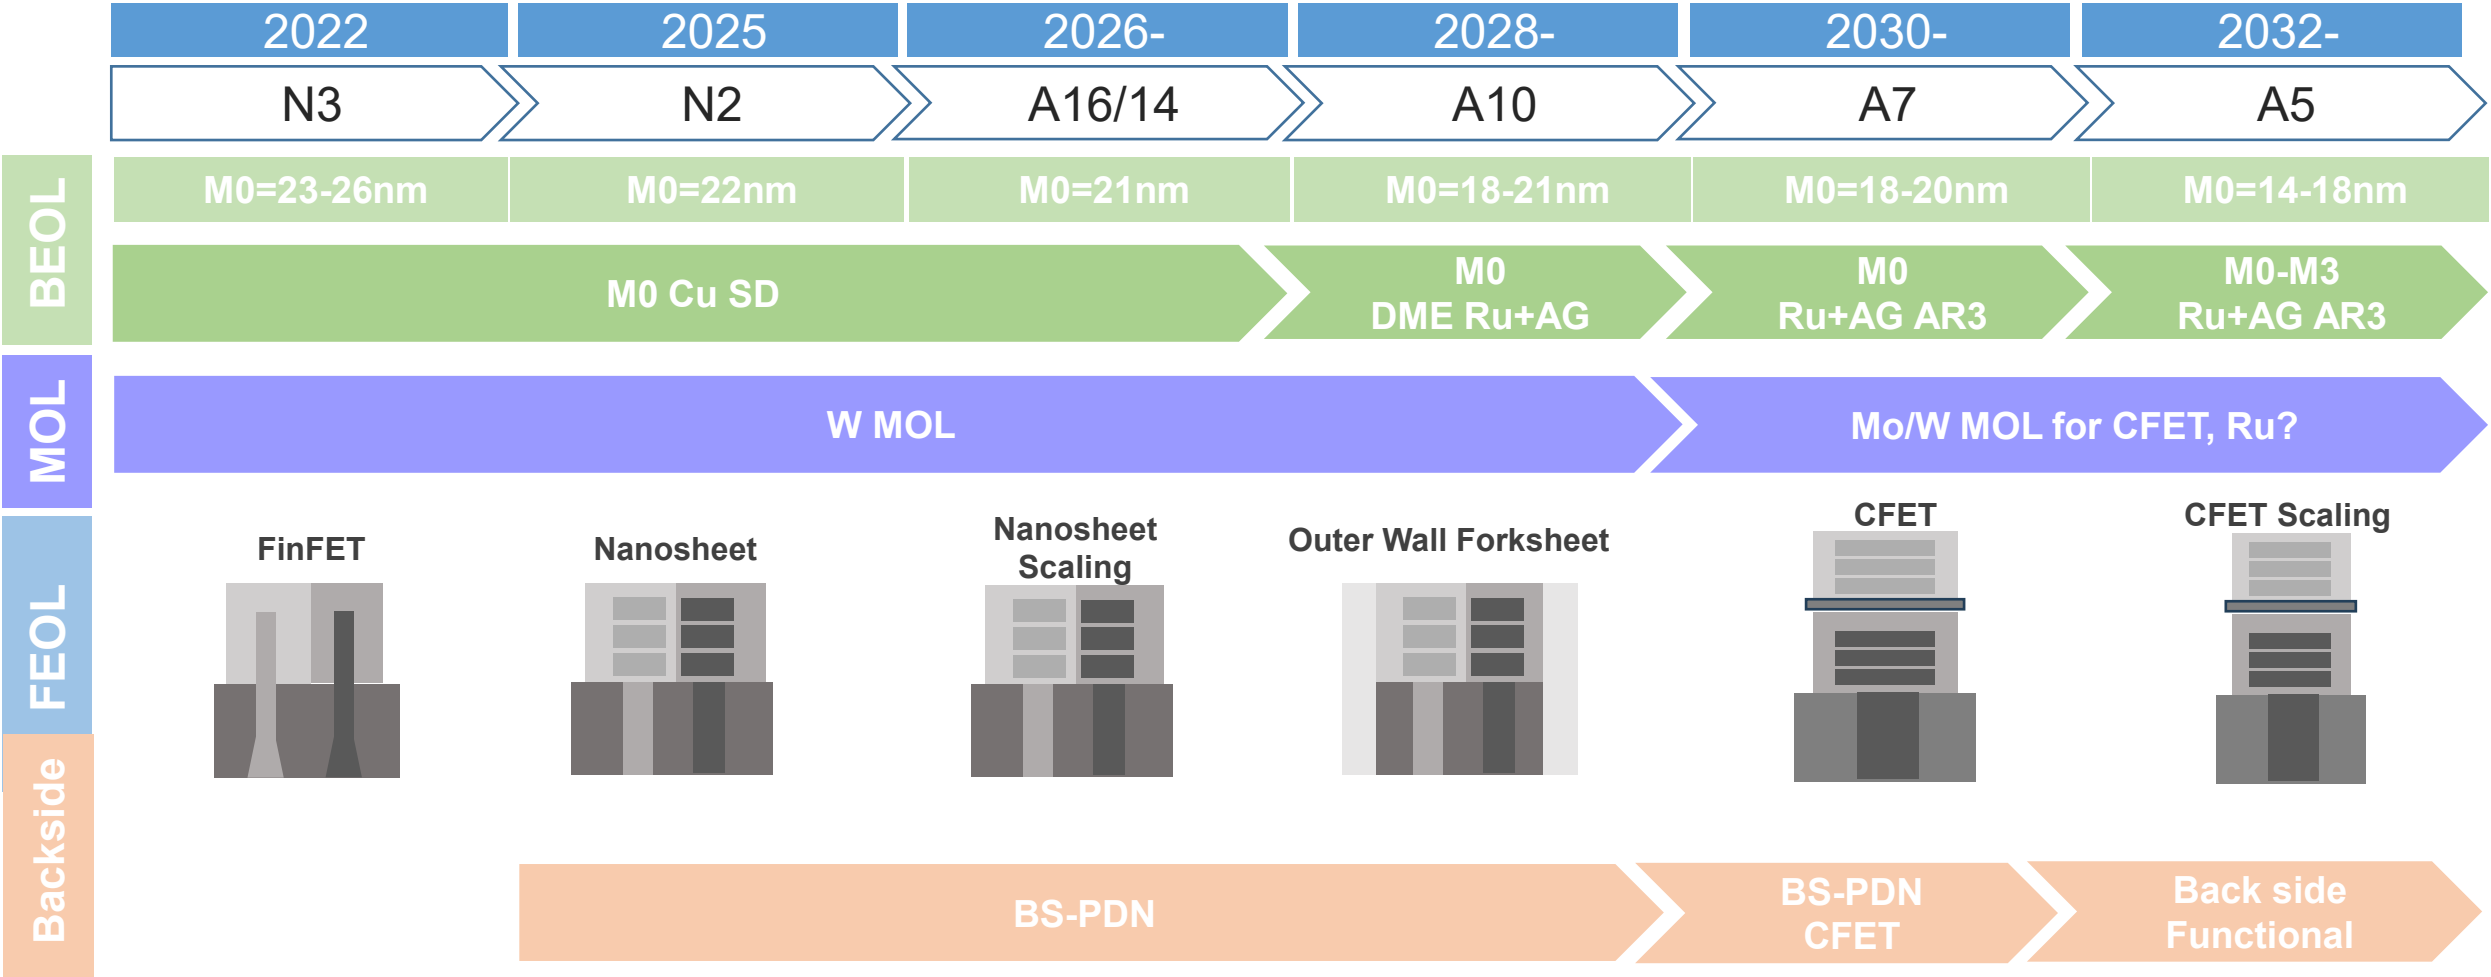 2022
2025
2026-
2028-
2030-
2032-
N3
N2
A16/14
A10
A7
A5
BEOL
M0=23-26nm
M0=22nm
M0=21nm
M0=18-21nm
M0=18-20nm
M0=14-18nm
M0 Cu SD
M0
DME Ru+AG
M0
Ru+AG AR3
M0-M3
Ru+AG AR3
MOL
W MOL
Mo/W MOL for CFET, Ru?
FEOL
FinFET
Nanosheet
Nanosheet
Scaling
Outer Wall Forksheet
CFET
CFET Scaling
Backside
BS-PDN
BS-PDN
CFET
Back side
Functional